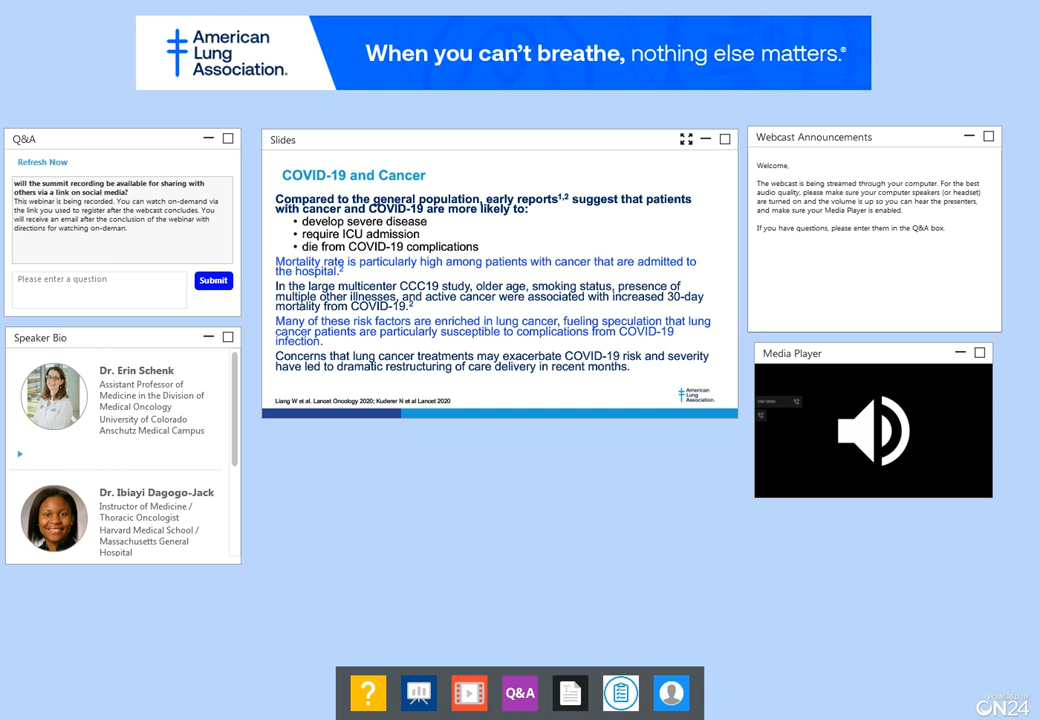 American
Lung
Association.
When you can't breathe, nothing else matters.®
Q&A
Refresh Now
will the summit recording be available for sharing with
others via a link on social media?
This webinar is being recorded. You can watch on-demand via
the link you used to register after the webcast concludes. You
will receive an email after the conclusion of the webinar with
directions for watching on-deman.
Please enter a question
Submit
Speaker Bio
Dr. Erin Schenk
Assistant Professor of
Medicine in the Division of
Medical Oncology
University of Colorado
Anschutz Medical Campus
Dr. Ibiayi Dagogo-Jack
Instructor of Medicine /
Thoracic Oncologist
Harvard Medical School /
Massachusetts General
Hospital
Slides
COVID-19 and Cancer
Compared to the general population, early reports1,2 suggest that patients
with cancer and COVID-19 are more likely to:
• develop severe disease
• require ICU admission
• die from COVID-19 complications
Mortality rate is particularly high among patients with cancer that are admitted to
the hospital.2
In the large multicenter CCC19 study, older age, smoking status, presence of
multiple other illnesses, and active cancer were associated with increased 30-day
mortality from COVID-19.2
Many of these risk factors are enriched in lung cancer, fueling speculation that lung
cancer patients are particularly susceptible to complications from COVID-19
infection.
Concerns that lung cancer treatments may exacerbate COVID-19 risk and severity
have led to dramatic restructuring of care delivery in recent months.
Liang W et al. Lancet Oncology 2020; Kuderer N et al Lancet 2020
American
Lung
Association.
Webcast Announcements
Welcome,
The webcast is being streamed through your computer. For the best
audio quality, please make sure your computer speakers (or headset)
are turned on and the volume is up so you can hear the presenters,
and make sure your Media Player is enabled.
If you have questions, please enter them in the Q&A box.
Media Player
?
Q&A
POWERED BY
ON24